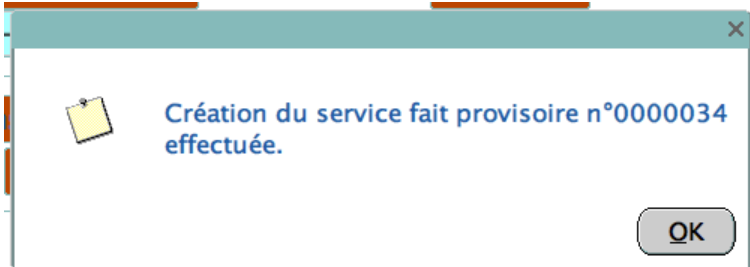 Création du service fait provisoire n°0000034
effectuée.
OK